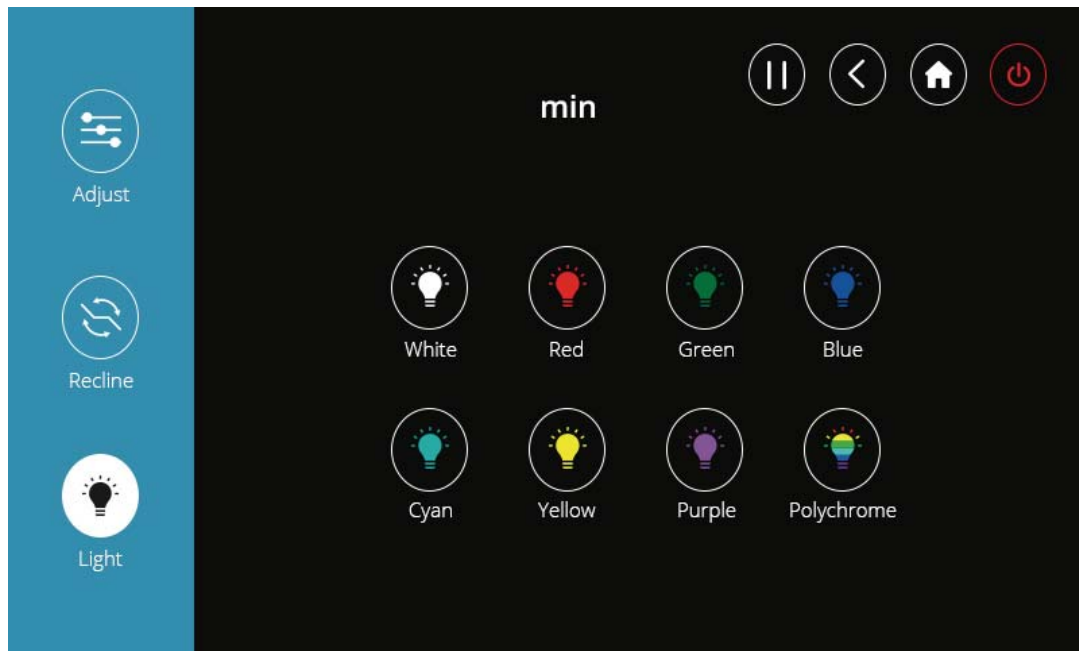 min
Adjust
Recline
Light
White Red Green Blue
Cyan Yellow Purple Polychrome